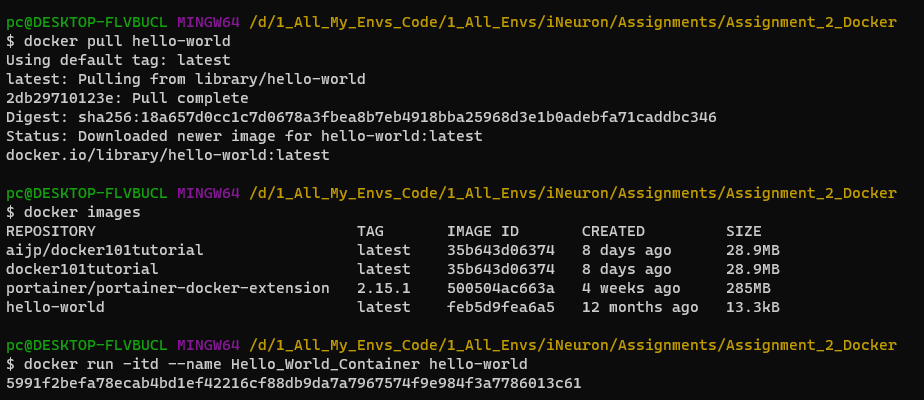 pc@DESKTOP-FLVBUCL MINGW64 /d/1_All_My_Envs_Code/1_All_Envs/iNeuron/Assignments/Assignment_2_Docker
$ docker pull hello-world
Using default tag: latest
latest: Pulling from library/hello-world
2db29710123e: Pull complete
Digest: sha256:18a657d0cc1c7d0678a3fbea8b7eb4918bba25968d3e1b0adebfa71caddbc346
Status: Downloaded newer image for hello-world:latest
docker.io/library/hello-world:latest
pc@DESKTOP-FLVBUCL MINGW64 /d/1_All_My_Envs_Code/1_All_Envs/iNeuron/Assignments/Assignment_2_Docker
$ docker images
REPOSITORY TAG IMAGE ID CREATED SIZE
aijp/docker101tutorial latest 35b643d06374 8 days ago 28.9MB
docker101tutorial latest 35b643d06374 8 days ago 28.9MB
portainer/portainer-docker-extension 2.15.1 500504ac663a 4 weeks ago 285MB
hello-world latest feb5d9fea6a5 12 months ago 13.3kB
pc@DESKTOP-FLVBUCL MINGW64 /d/1_All_My_Envs_Code/1_All_Envs/iNeuron/Assignments/Assignment_2_Docker
$ docker run -itd --name Hello_World_Container hello-world
5991f2befa78ecab4bd1ef42216cf88db9da7a7967574f9e984f3a7786013c61